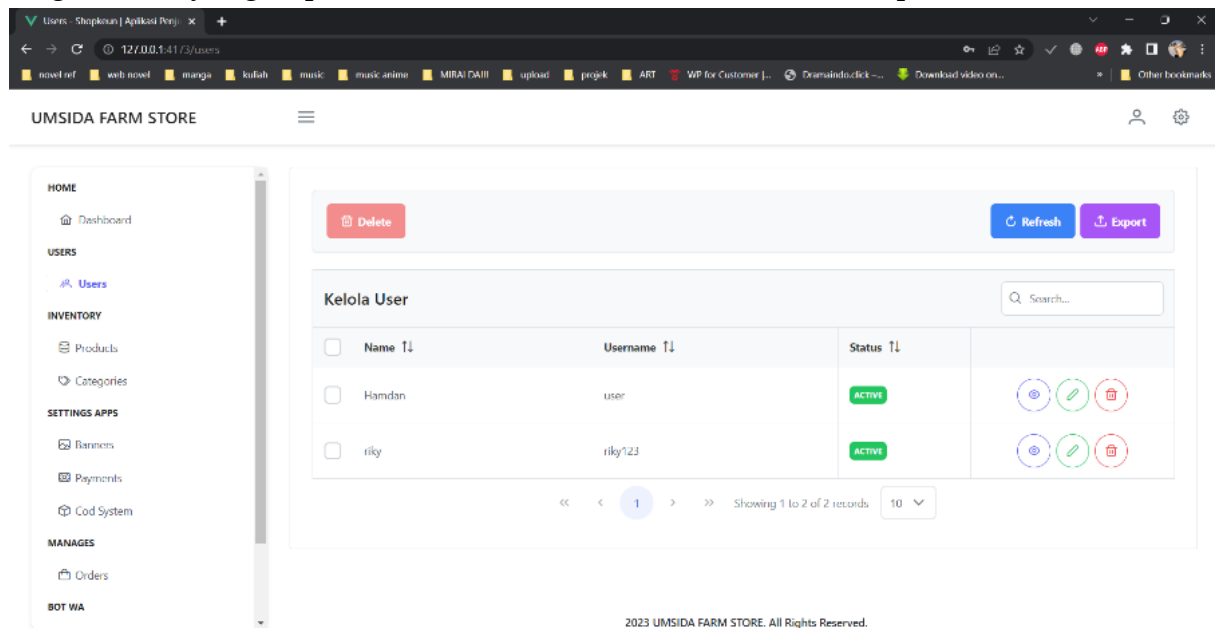 Users - Shopkeun | Aplikasi Penj
127.0.0.1:4173/users
novel ref web novel manga kuliah music music anime MIRAI DAIII upload projek ART WP for Customer |... Dramaindo.click –... Download video on... Other bookmarks
UMSIDA FARM STORE
HOME
Dashboard
USERS
Users
INVENTORY
Products
Categories
SETTINGS APPS
Banners
Payments
Cod System
MANAGES
Orders
BOT WA
Delete Refresh Export
Kelola User Search...
Name Username Status
Hamdan user ACTIVE
riky riky123 ACTIVE
« ‹ 1 › » Showing 1 to 2 of 2 records 10
2023 UMSIDA FARM STORE. All Rights Reserved.